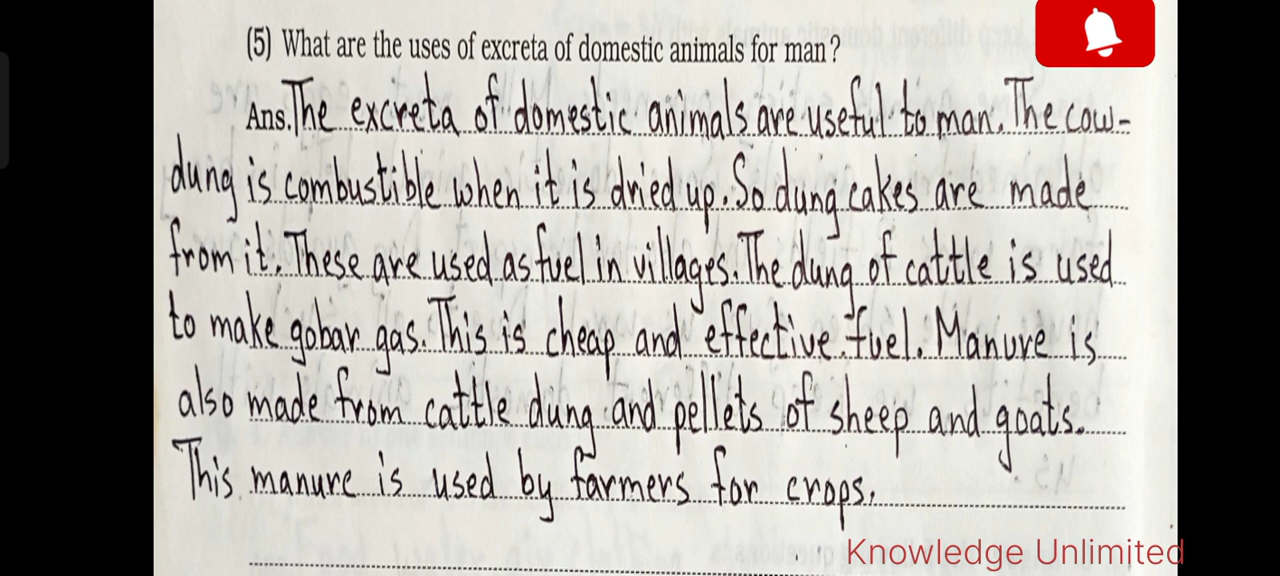 (5) What are the uses of excreta of domestic animals for man?
Ans. The excreta of domestic animals are useful to man. The cow-
dung is combustible when it is dried up. So dung cakes are made
from it. These are used as fuel in villages. The dung of cattle is used
to make gobar gas. This is cheap and effective fuel. Manure is
also made from cattle dung and pellets of sheep and goats.
This manure is used by farmers for crops.
Knowledge Unlimited